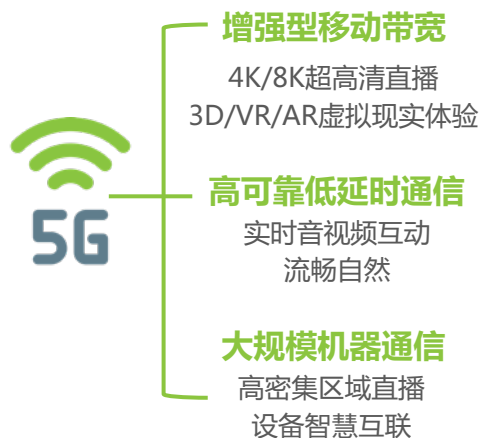 增强型移动带宽
4K/8K超高清直播
3D/VR/AR虚拟现实体验
5G
高可靠低延时通信
实时音视频互动
流畅自然
大规模机器通信
高密集区域直播
设备智慧互联